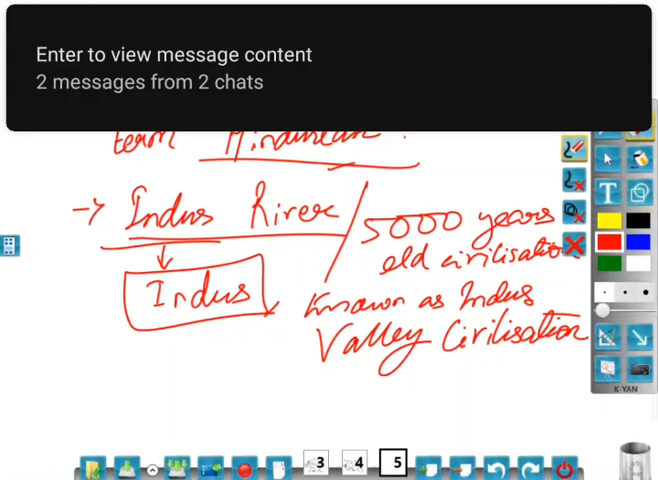 Enter to view message content
2 messages from 2 chats
term Hindustan ?
→ Indus River / 5000 years
old civilisation
Indus
known as Indus
Valley Civilisation
K-YAN
3 4 5